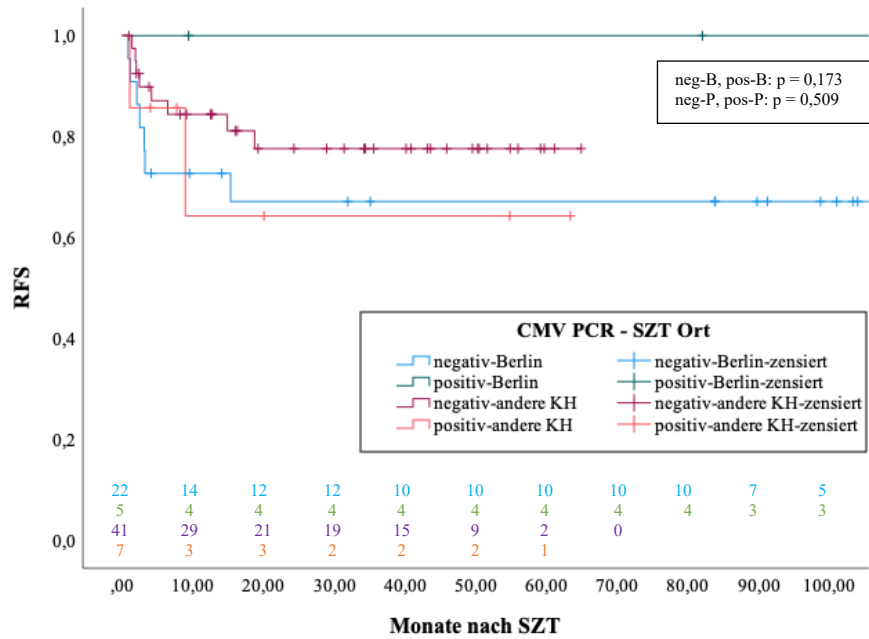 1,0
0,8
0,6
0,4
0,2
0,0
RFS
neg-B, pos-B: p = 0,173
neg-P, pos-P: p = 0,509
CMV PCR - SZT Ort
negativ-Berlin negativ-Berlin-zensiert
positiv-Berlin positiv-Berlin-zensiert
negativ-andere KH negativ-andere KH-zensiert
positiv-andere KH positiv-andere KH-zensiert
22 14 12 12 10 10 10 10 10 7 5
5 4 4 4 4 4 4 4 4 3 3
41 29 21 19 15 9 2 0
7 3 3 2 2 2 1
,00 10,00 20,00 30,00 40,00 50,00 60,00 70,00 80,00 90,00 100,00
Monate nach SZT